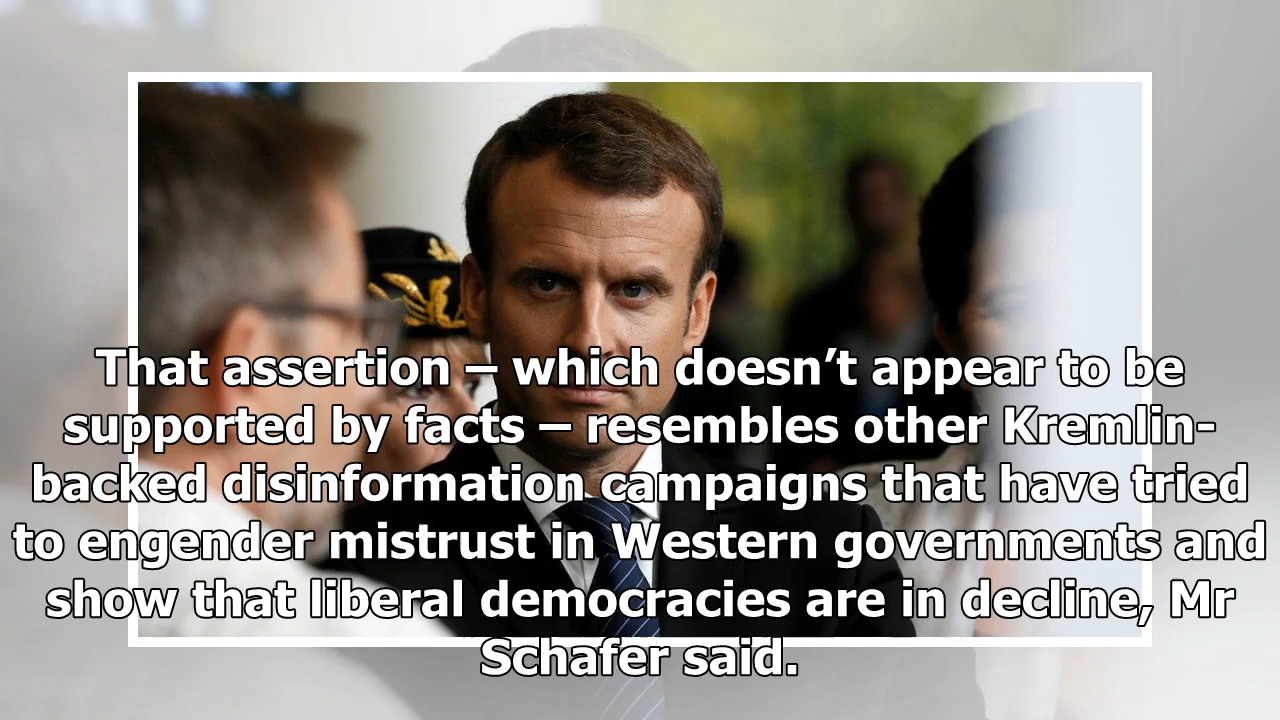 That assertion – which doesn’t appear to be
supported by facts – resembles other Kremlin-
backed disinformation campaigns that have tried
to engender mistrust in Western governments and
show that liberal democracies are in decline, Mr
Schafer said.